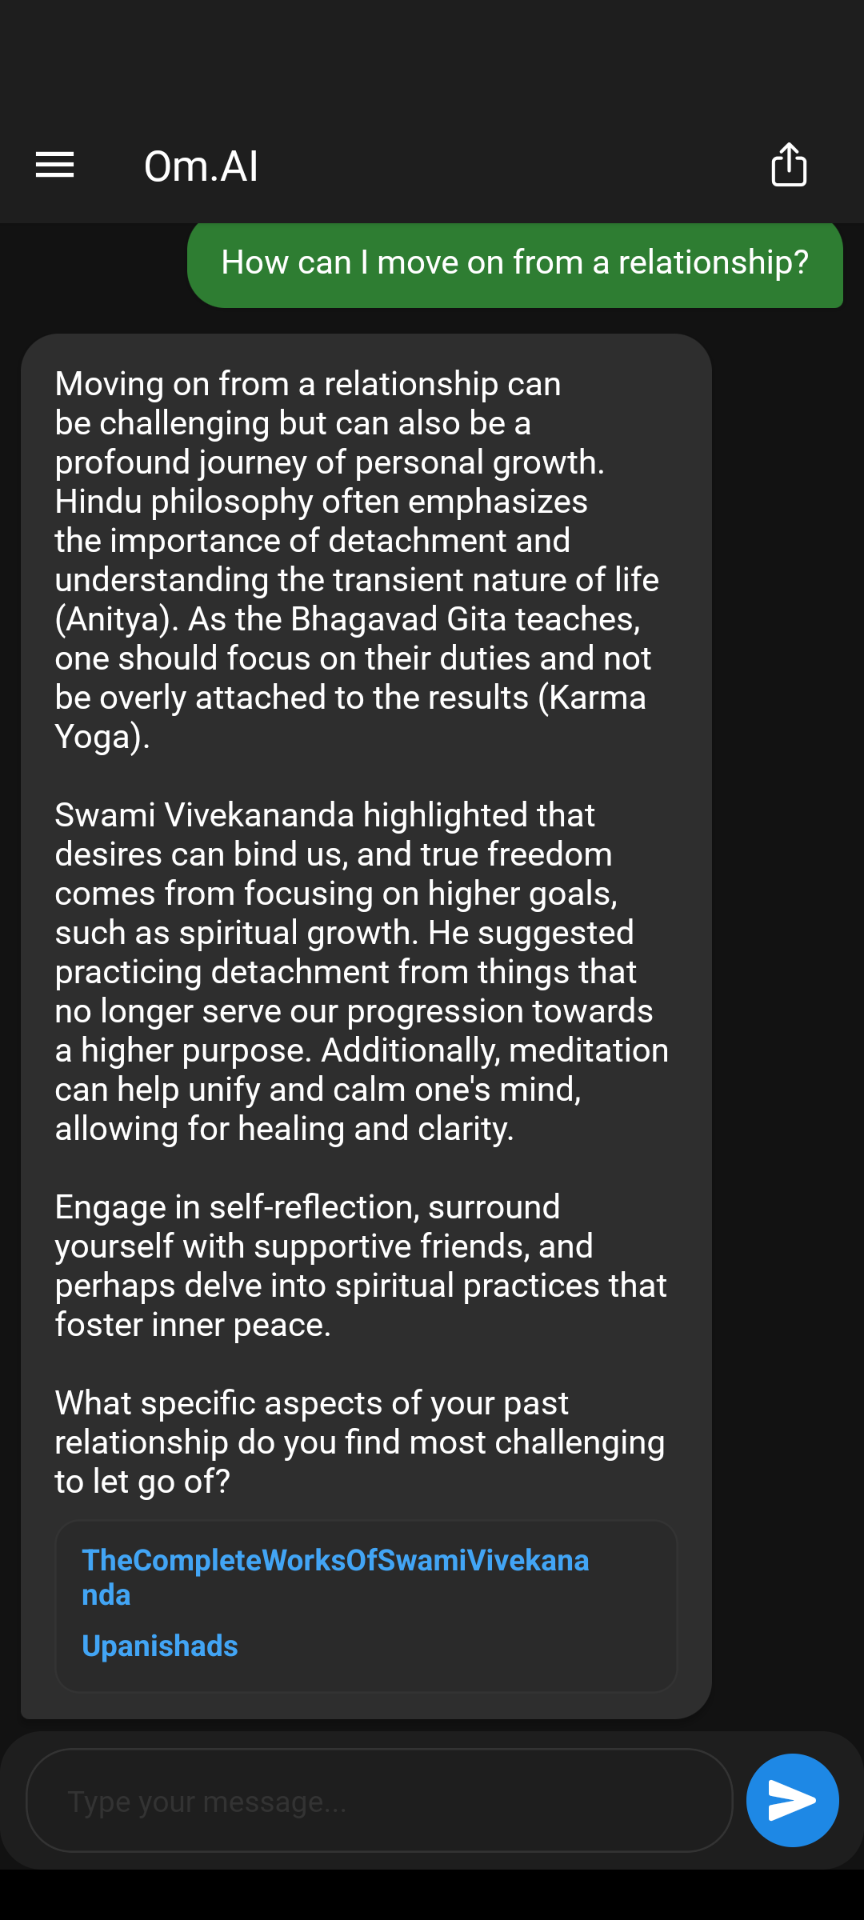 Om.AI
How can I move on from a relationship?
Moving on from a relationship can
be challenging but can also be a
profound journey of personal growth.
Hindu philosophy often emphasizes
the importance of detachment and
understanding the transient nature of life
(Anitya). As the Bhagavad Gita teaches,
one should focus on their duties and not
be overly attached to the results (Karma
Yoga).
Swami Vivekananda highlighted that
desires can bind us, and true freedom
comes from focusing on higher goals,
such as spiritual growth. He suggested
practicing detachment from things that
no longer serve our progression towards
a higher purpose. Additionally, meditation
can help unify and calm one's mind,
allowing for healing and clarity.
Engage in self-reflection, surround
yourself with supportive friends, and
perhaps delve into spiritual practices that
foster inner peace.
What specific aspects of your past
relationship do you find most challenging
to let go of?
TheCompleteWorksOfSwamiVivekana
nda
Upanishads
Type your message...